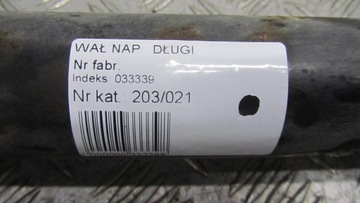 WAŁ NAP DŁUGI
Nr fabr.
Indeks 033339
Nr kat.: 203/021